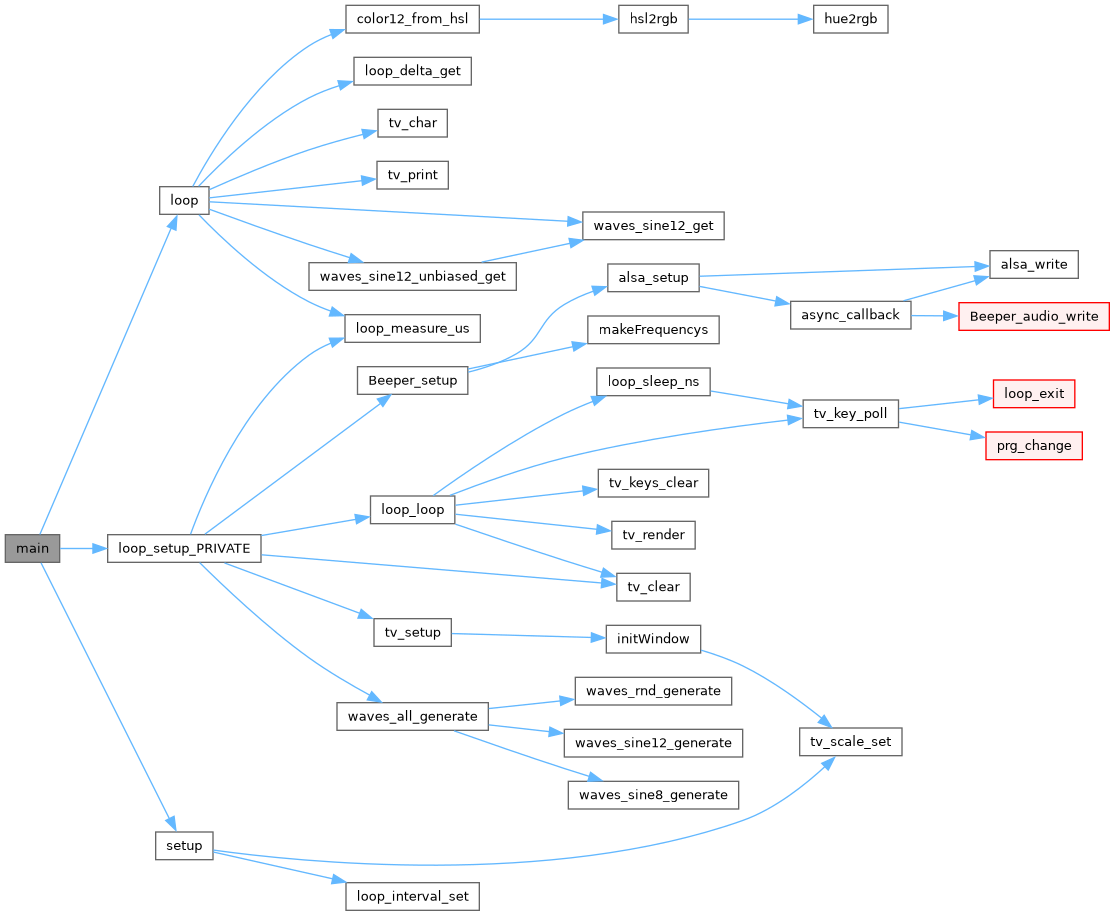 color12_from_hsl
hsl2rgb
hue2rgb
loop_delta_get
tv_char
tv_print
loop
waves_sine12_get
waves_sine12_unbiased_get
alsa_setup
alsa_write
async_callback
Beeper_audio_write
loop_measure_us
makeFrequencys
Beeper_setup
loop_sleep_ns
loop_exit
tv_key_poll
prg_change
tv_keys_clear
loop_loop
tv_render
main
loop_setup_PRIVATE
tv_clear
tv_setup
initWindow
waves_rnd_generate
waves_all_generate
waves_sine12_generate
tv_scale_set
waves_sine8_generate
setup
loop_interval_set